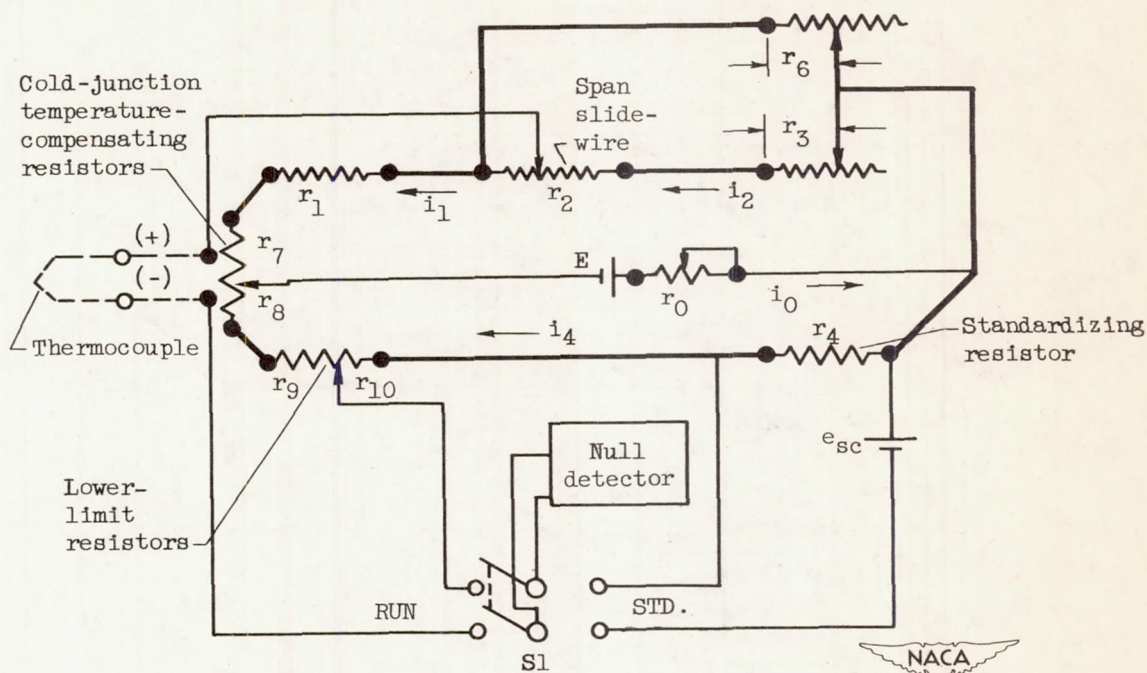 r6
Cold-junction
temperature-
compensating
resistors
Span
slide-
wire
r3
r1
i1
r2
i2
(+)
(-)
r7
r8
E
r0
i0
Thermocouple
i4
r4
Standardizing
resistor
r9
r10
esc
Null
detector
Lower-
limit
resistors
RUN
STD.
S1
NACA